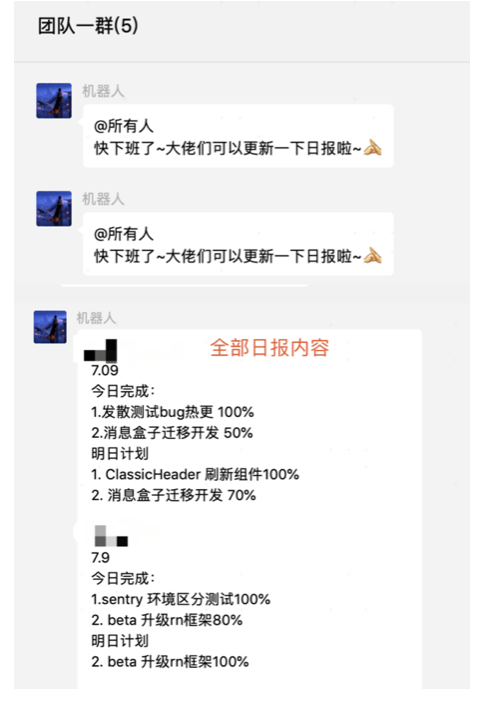 团队一群(5)
机器人
@所有人
快下班了~大佬们可以更新一下日报啦~
机器人
@所有人
快下班了~大佬们可以更新一下日报啦~
机器人
全部日报内容
7.09
今日完成：
1.发散测试bug热更 100%
2.消息盒子迁移开发 50%
明日计划
1. ClassicHeader 刷新组件100%
2. 消息盒子迁移开发 70%
7.9
今日完成：
1.sentry 环境区分测试100%
2. beta 升级rn框架80%
明日计划
2. beta 升级rn框架100%